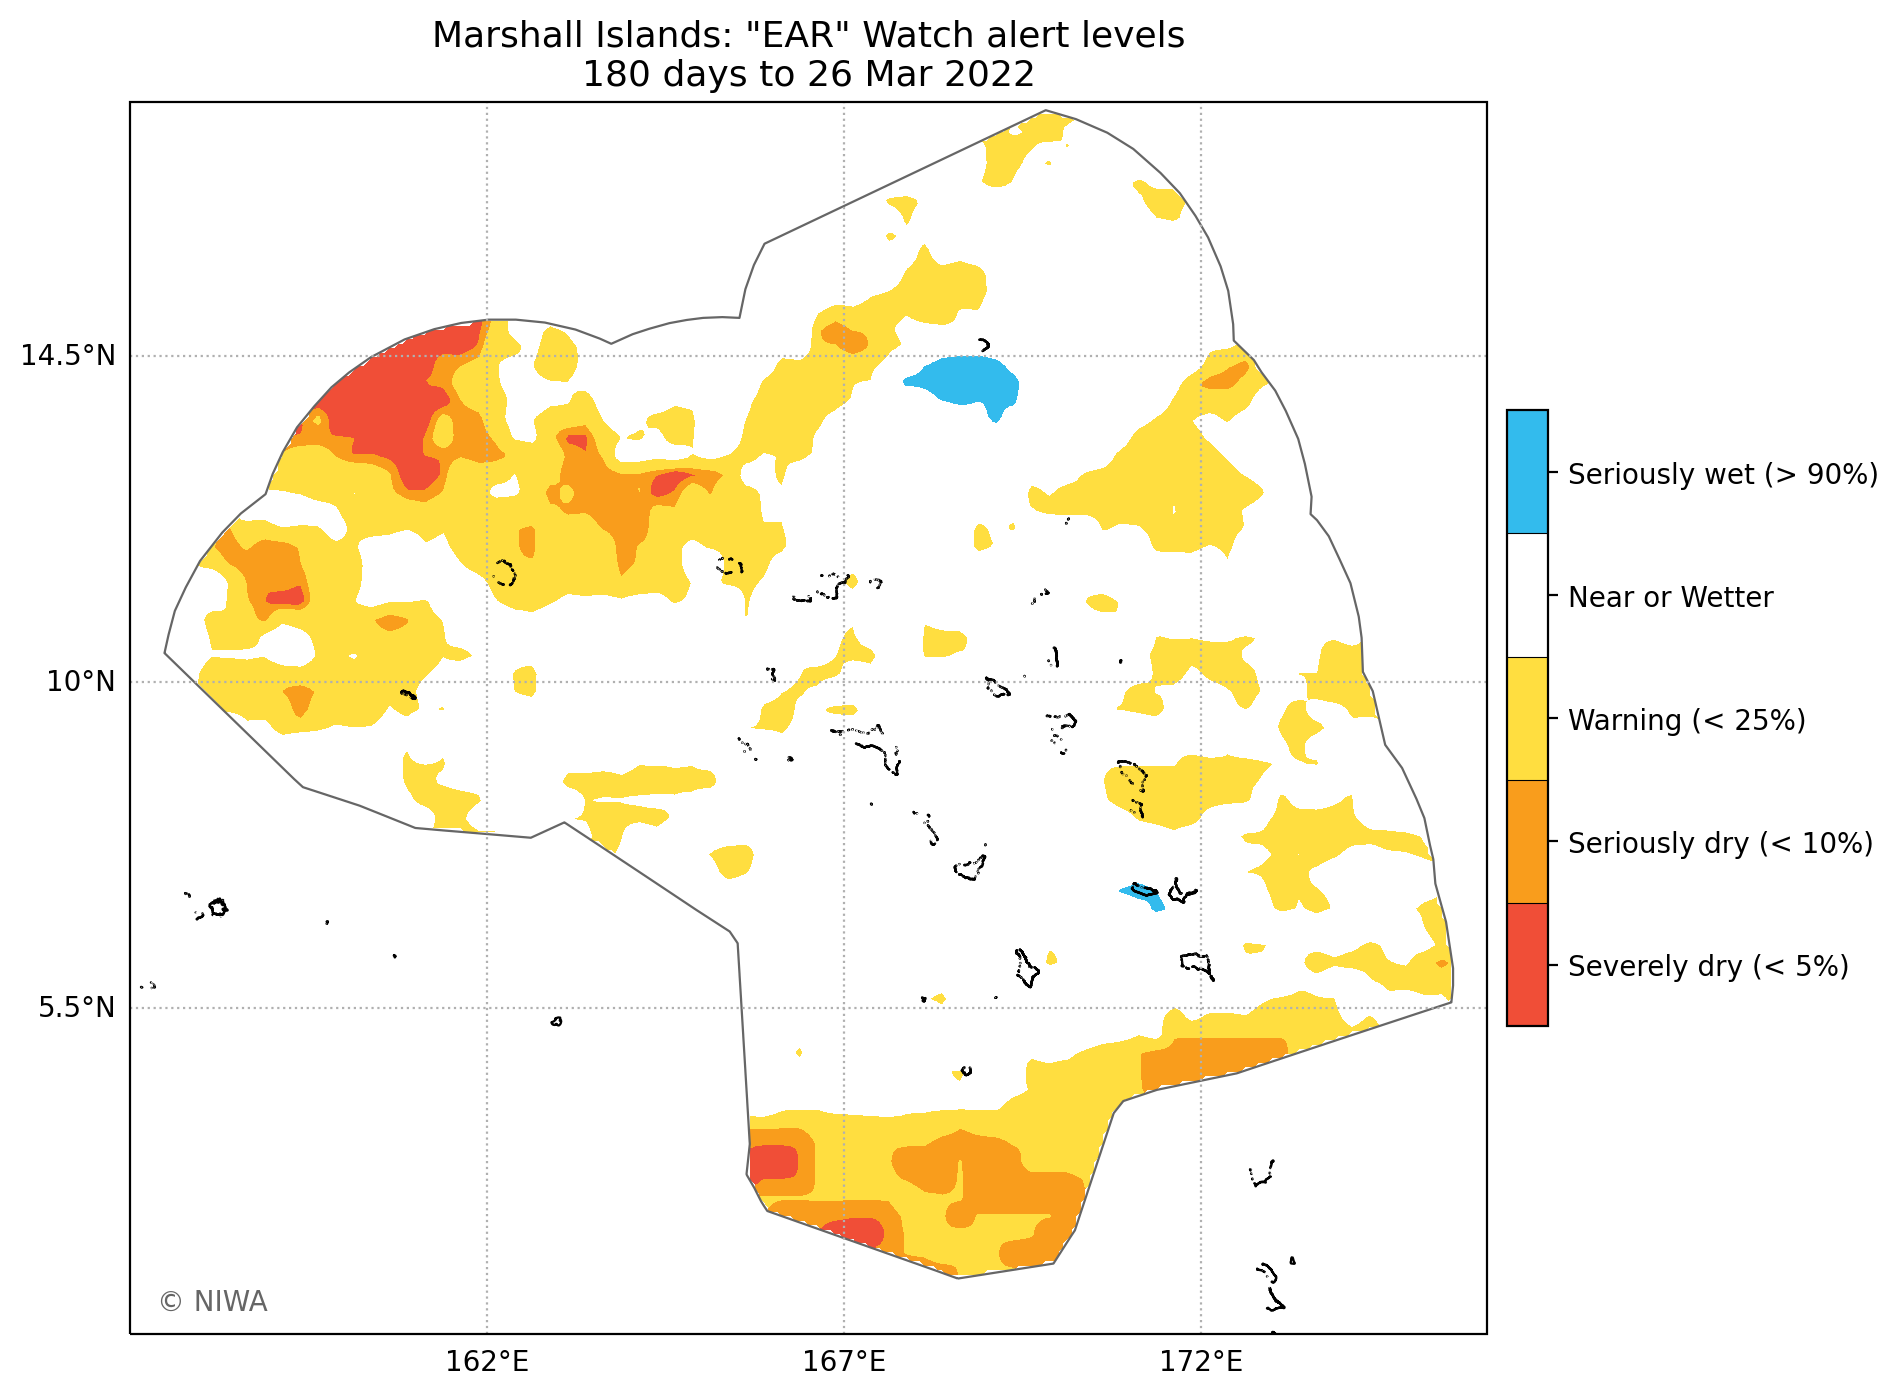 Marshall Islands: "EAR" Watch alert levels
180 days to 26 Mar 2022
14.5°N
10°N
5.5°N
162°E
167°E
172°E
© NIWA
Seriously wet (> 90%)
Near or Wetter
Warning (< 25%)
Seriously dry (< 10%)
Severely dry (< 5%)